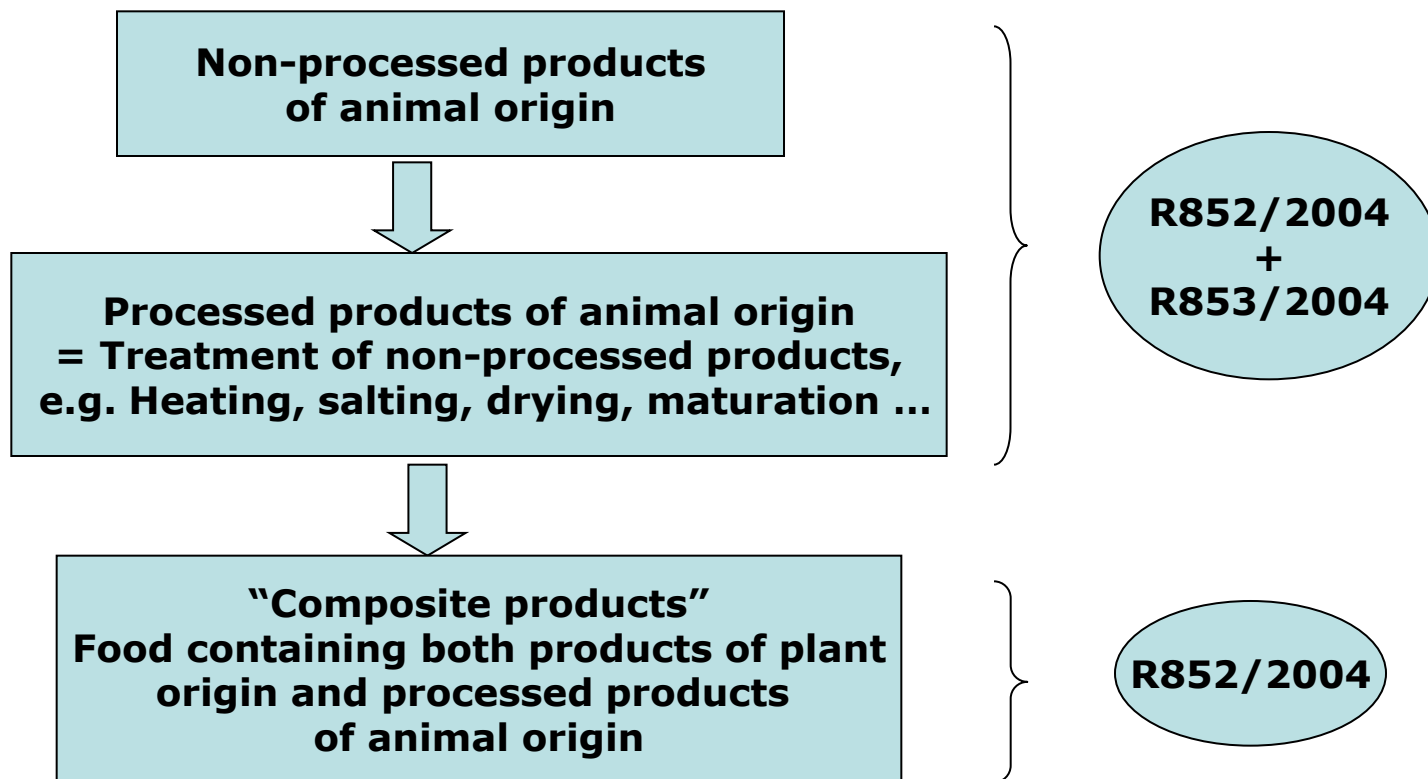 Non-processed products
of animal origin
R852/2004
+
R853/2004
Processed products of animal origin
= Treatment of non-processed products,
e.g. Heating, salting, drying, maturation ...
“Composite products”
Food containing both products of plant
origin and processed products
of animal origin
R852/2004